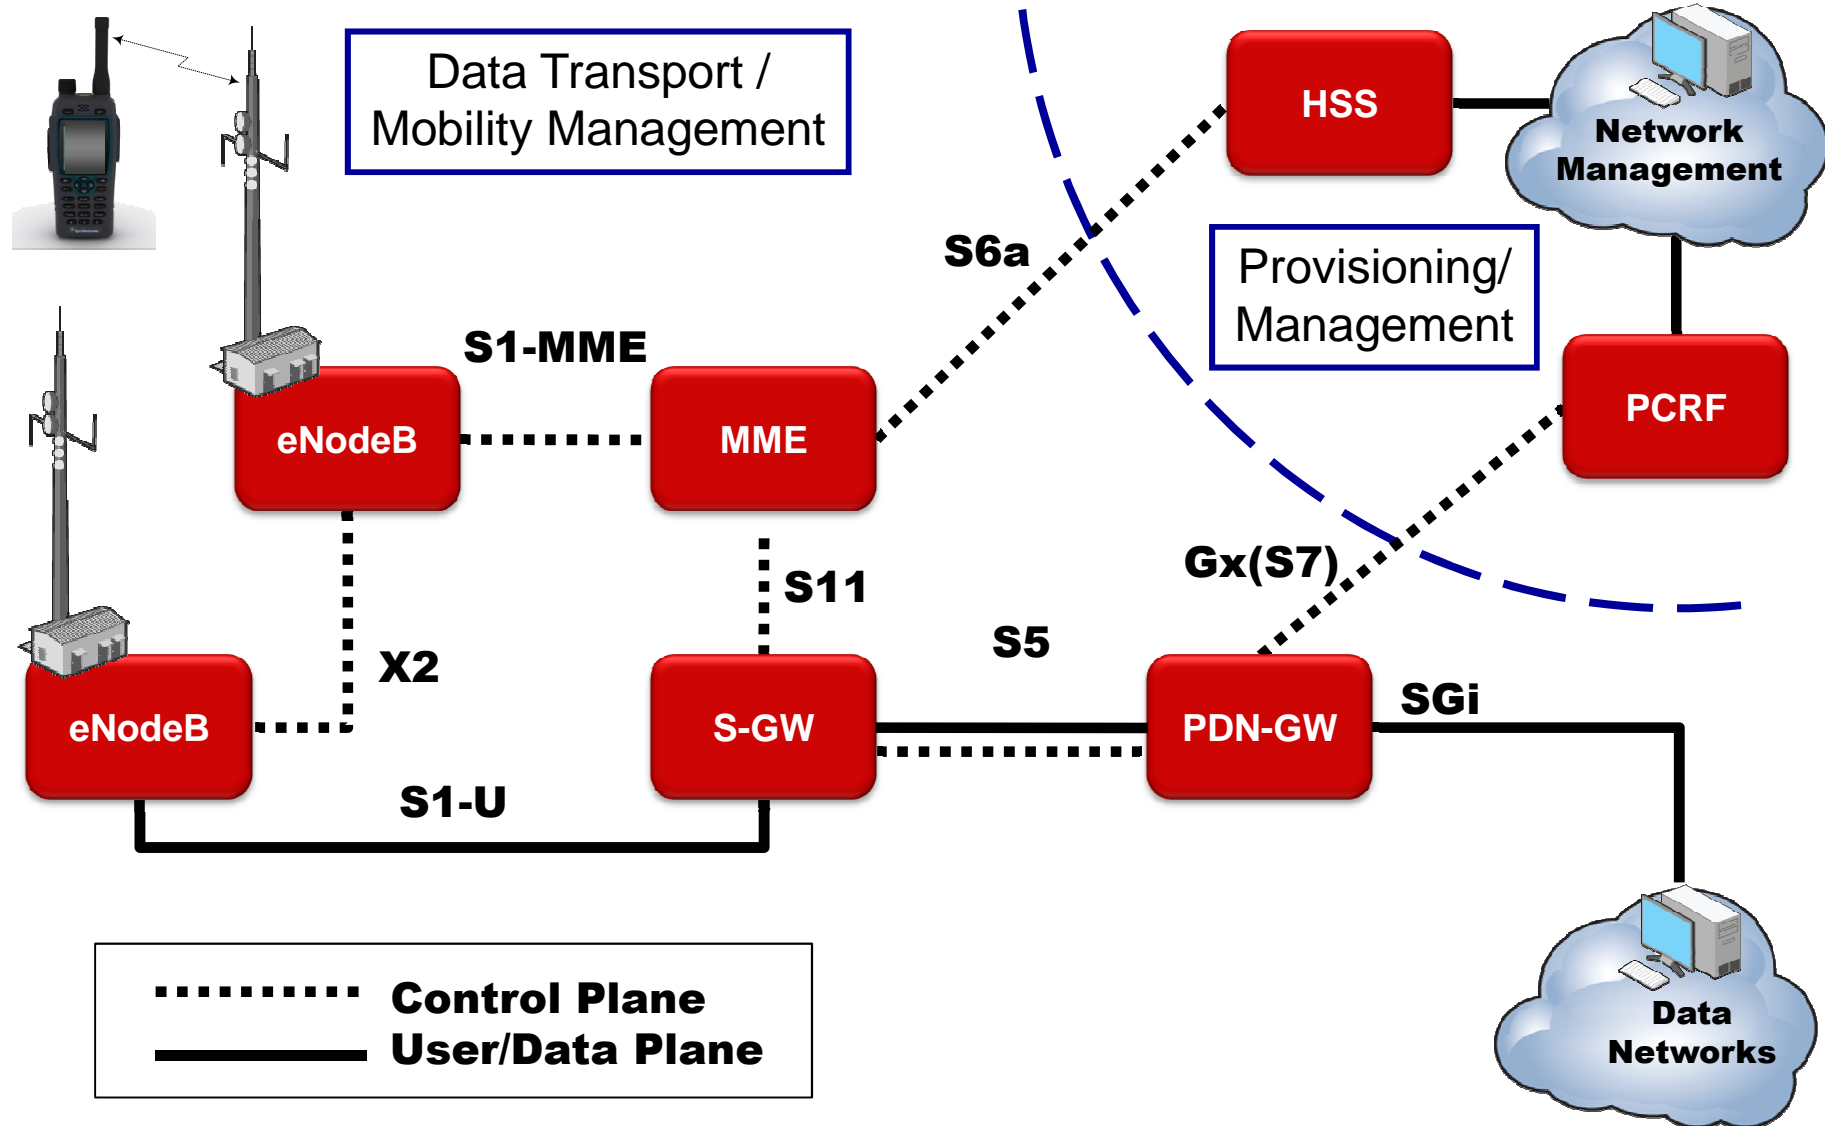 Data Transport /
Mobility Management
HSS
Network
Management
S6a
Provisioning/
Management
S1-MME
eNodeB
MME
PCRF
Gx(S7)
S11
S5
X2
SGi
eNodeB
S-GW
PDN-GW
S1-U
Control Plane
User/Data Plane
Data
Networks